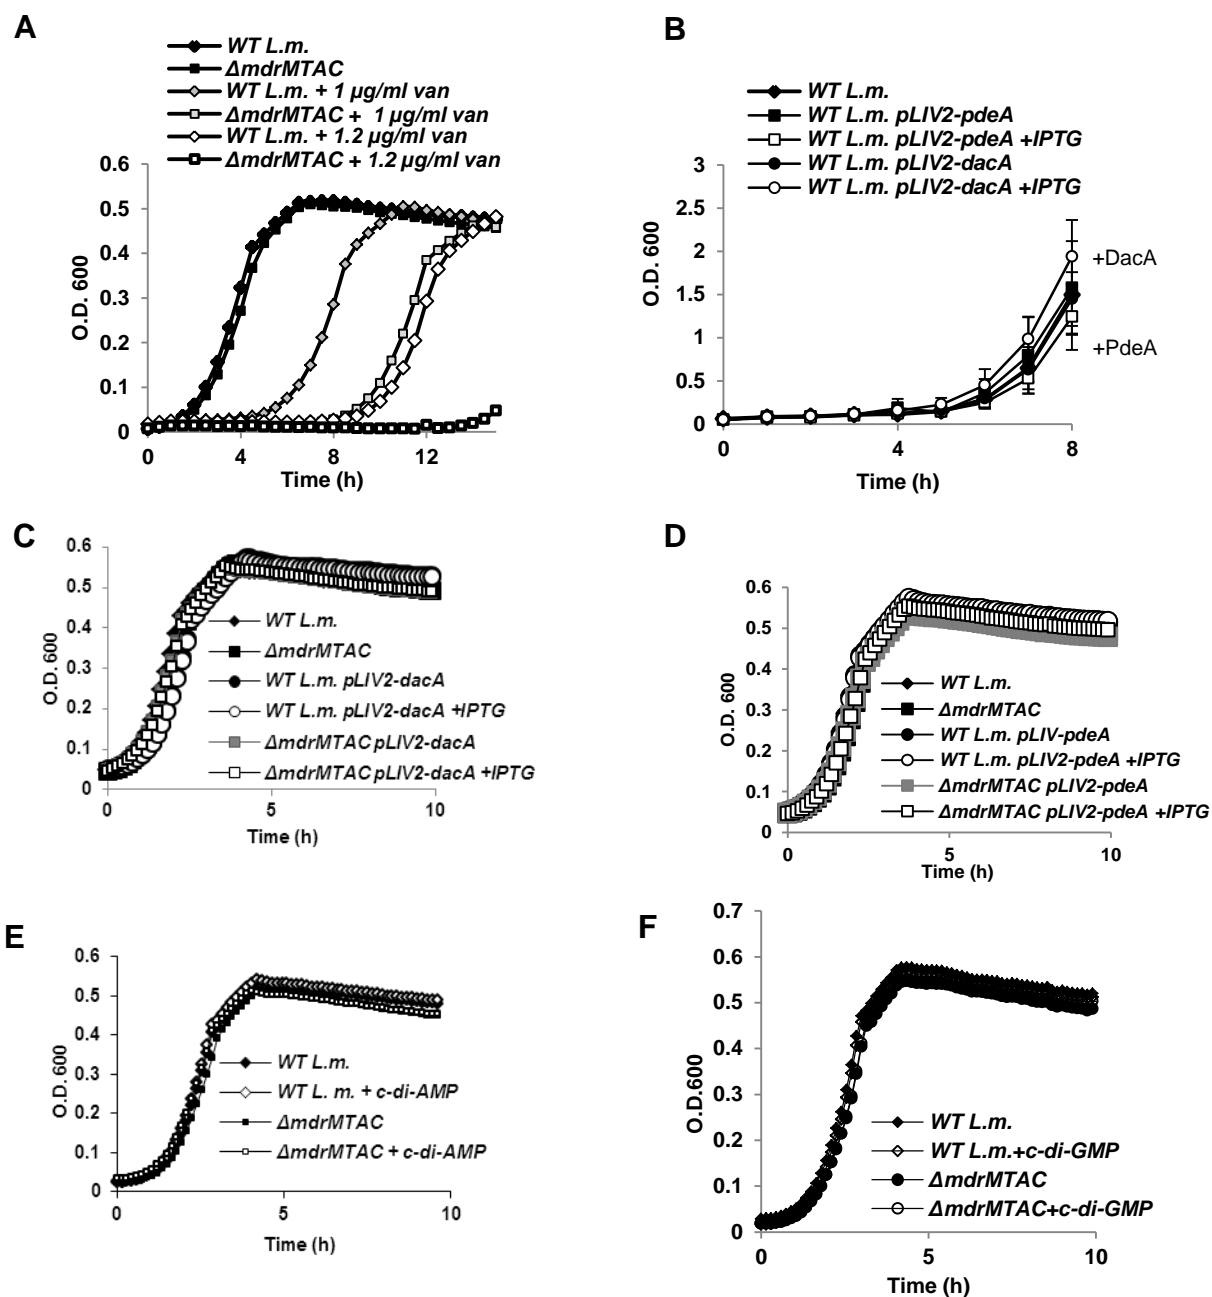 A
WT L.m.
ΔmdrMTAC
WT L.m. + 1 µg/ml van
ΔmdrMTAC + 1 µg/ml van
WT L.m. + 1.2 µg/ml van
ΔmdrMTAC + 1.2 µg/ml van
0.6
0.5
0.4
0.3
0.2
0.1
0
O.D. 600
0 4 8 12
Time (h)
B
WT L.m.
WT L.m. pLIV2-pdeA
WT L.m. pLIV2-pdeA +IPTG
WT L.m. pLIV2-dacA
WT L.m. pLIV2-dacA +IPTG
3
2.5
2
1.5
1
0.5
0
O.D. 600
+DacA
+PdeA
0 4 8
Time (h)
C
0.6
0.5
0.4
0.3
0.2
0.1
0
O.D. 600
WT L.m.
ΔmdrMTAC
WT L.m. pLIV2-dacA
WT L.m. pLIV2-dacA +IPTG
ΔmdrMTAC pLIV2-dacA
ΔmdrMTAC pLIV2-dacA +IPTG
0 5 10
Time (h)
D
0.6
0.5
0.4
0.3
0.2
0.1
0
O.D. 600
WT L.m.
ΔmdrMTAC
WT L.m. pLIV-pdeA
WT L.m. pLIV2-pdeA +IPTG
ΔmdrMTAC pLIV2-pdeA
ΔmdrMTAC pLIV2-pdeA +IPTG
0 5 10
Time (h)
E
0.6
0.5
0.4
0.3
0.2
0.1
0
O.D. 600
WT L.m.
WT L. m. + c-di-AMP
ΔmdrMTAC
ΔmdrMTAC + c-di-AMP
0 5 10
Time (h)
F
0.7
0.6
0.5
0.4
0.3
0.2
0.1
0
O.D.600
WT L.m.
WT L.m.+c-di-GMP
ΔmdrMTAC
ΔmdrMTAC+c-di-GMP
0 5 10
Time (h)